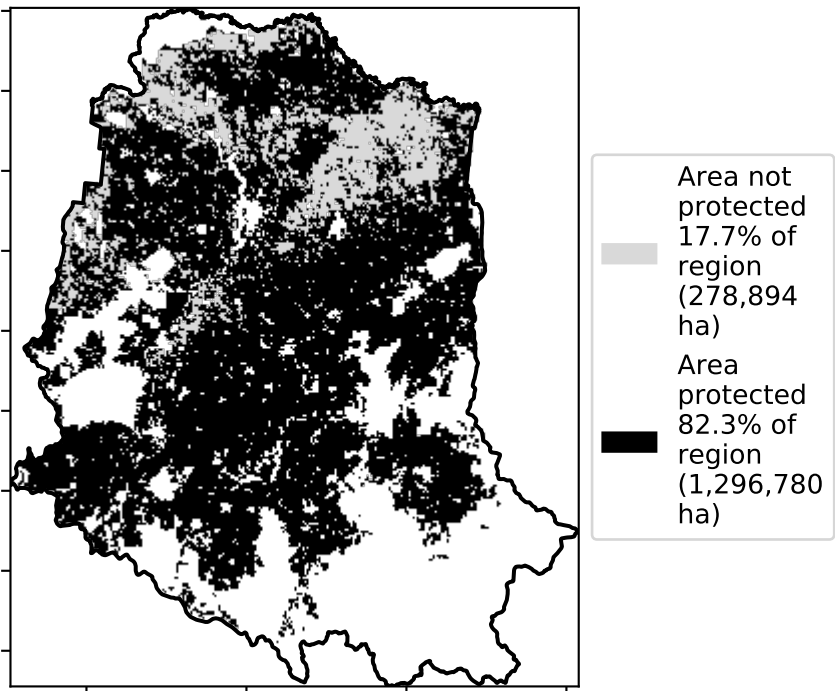 Area not
protected
17.7% of
region
(278,894
ha)
Area
protected
82.3% of
region
(1,296,780
ha)